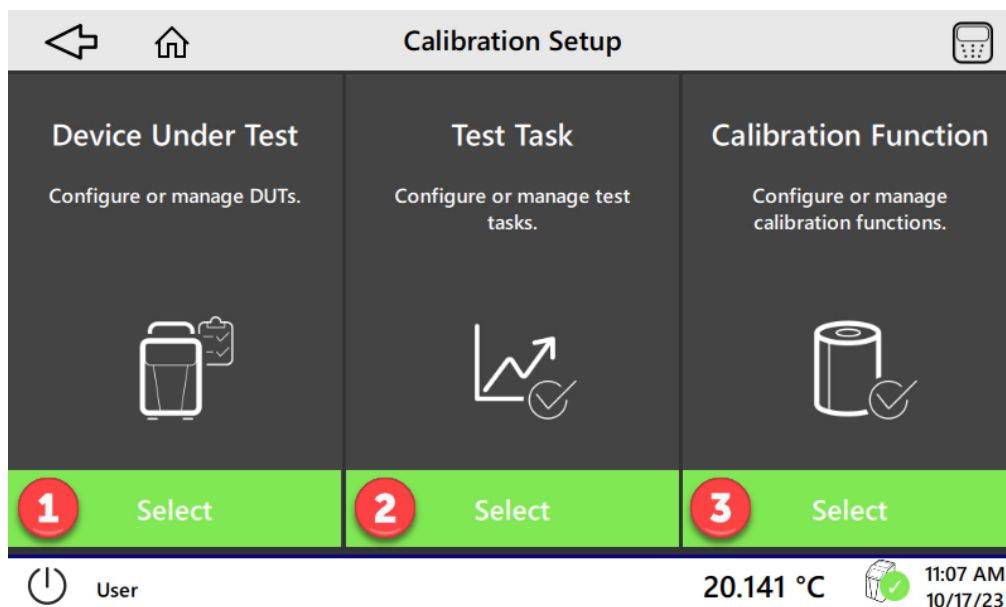 Calibration Setup
Device Under Test
Configure or manage DUTs.
Test Task
Configure or manage test
tasks.
Calibration Function
Configure or manage
calibration functions.
1 Select
2 Select
3 Select
User
20.141 °C
11:07 AM
10/17/23